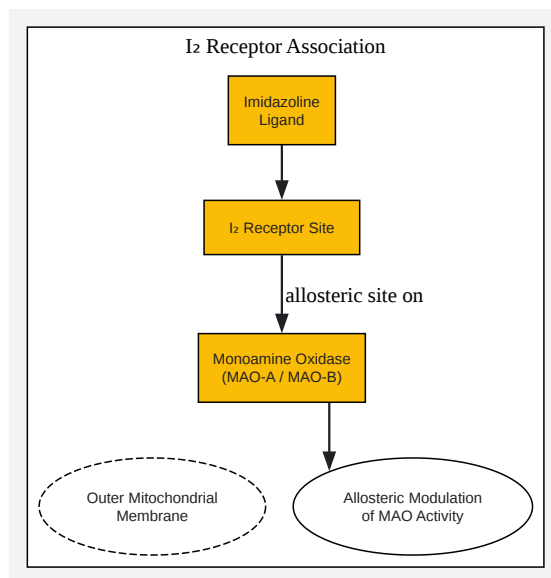 I₂ Receptor Association
Imidazoline
Ligand
I₂ Receptor Site
allosteric site on
Monoamine Oxidase
(MAO-A / MAO-B)
Outer Mitochondrial
Membrane
Allosteric Modulation
of MAO Activity